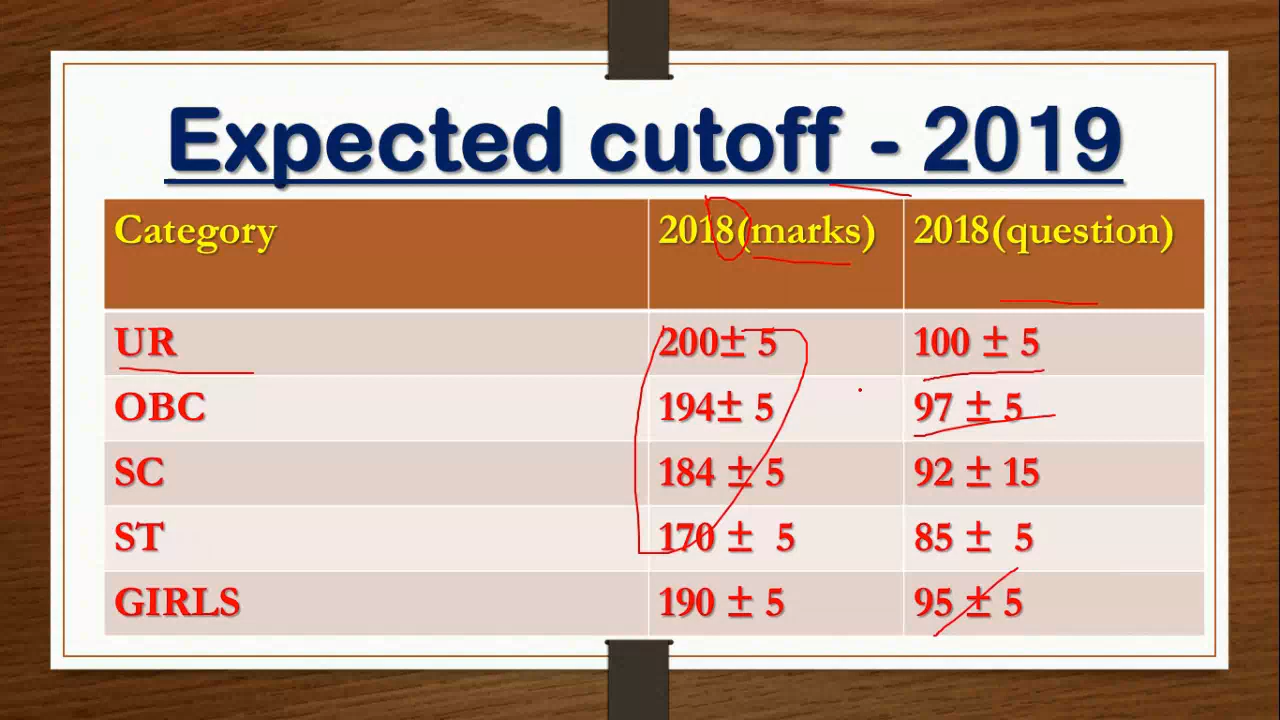 Expected cutoff - 2019
Category 2018(marks) 2018(question)
UR 200± 5 100 ± 5
OBC 194± 5 97 ± 5
SC 184 ± 5 92 ± 15
ST 170 ± 5 85 ± 5
GIRLS 190 ± 5 95 ± 5